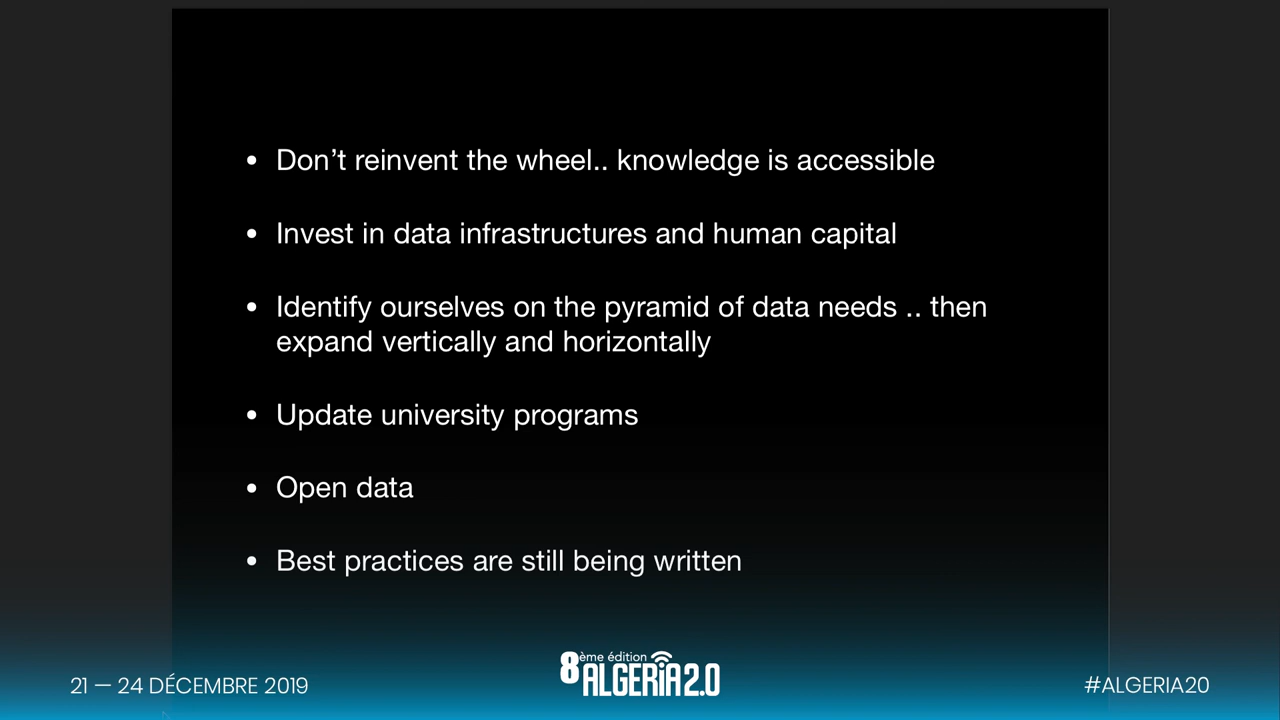 • Don’t reinvent the wheel.. knowledge is accessible
• Invest in data infrastructures and human capital
• Identify ourselves on the pyramid of data needs .. then
expand vertically and horizontally
• Update university programs
• Open data
• Best practices are still being written
21 — 24 DÉCEMBRE 2019
8ème édition
ALGERiA2.0
#ALGERIA20